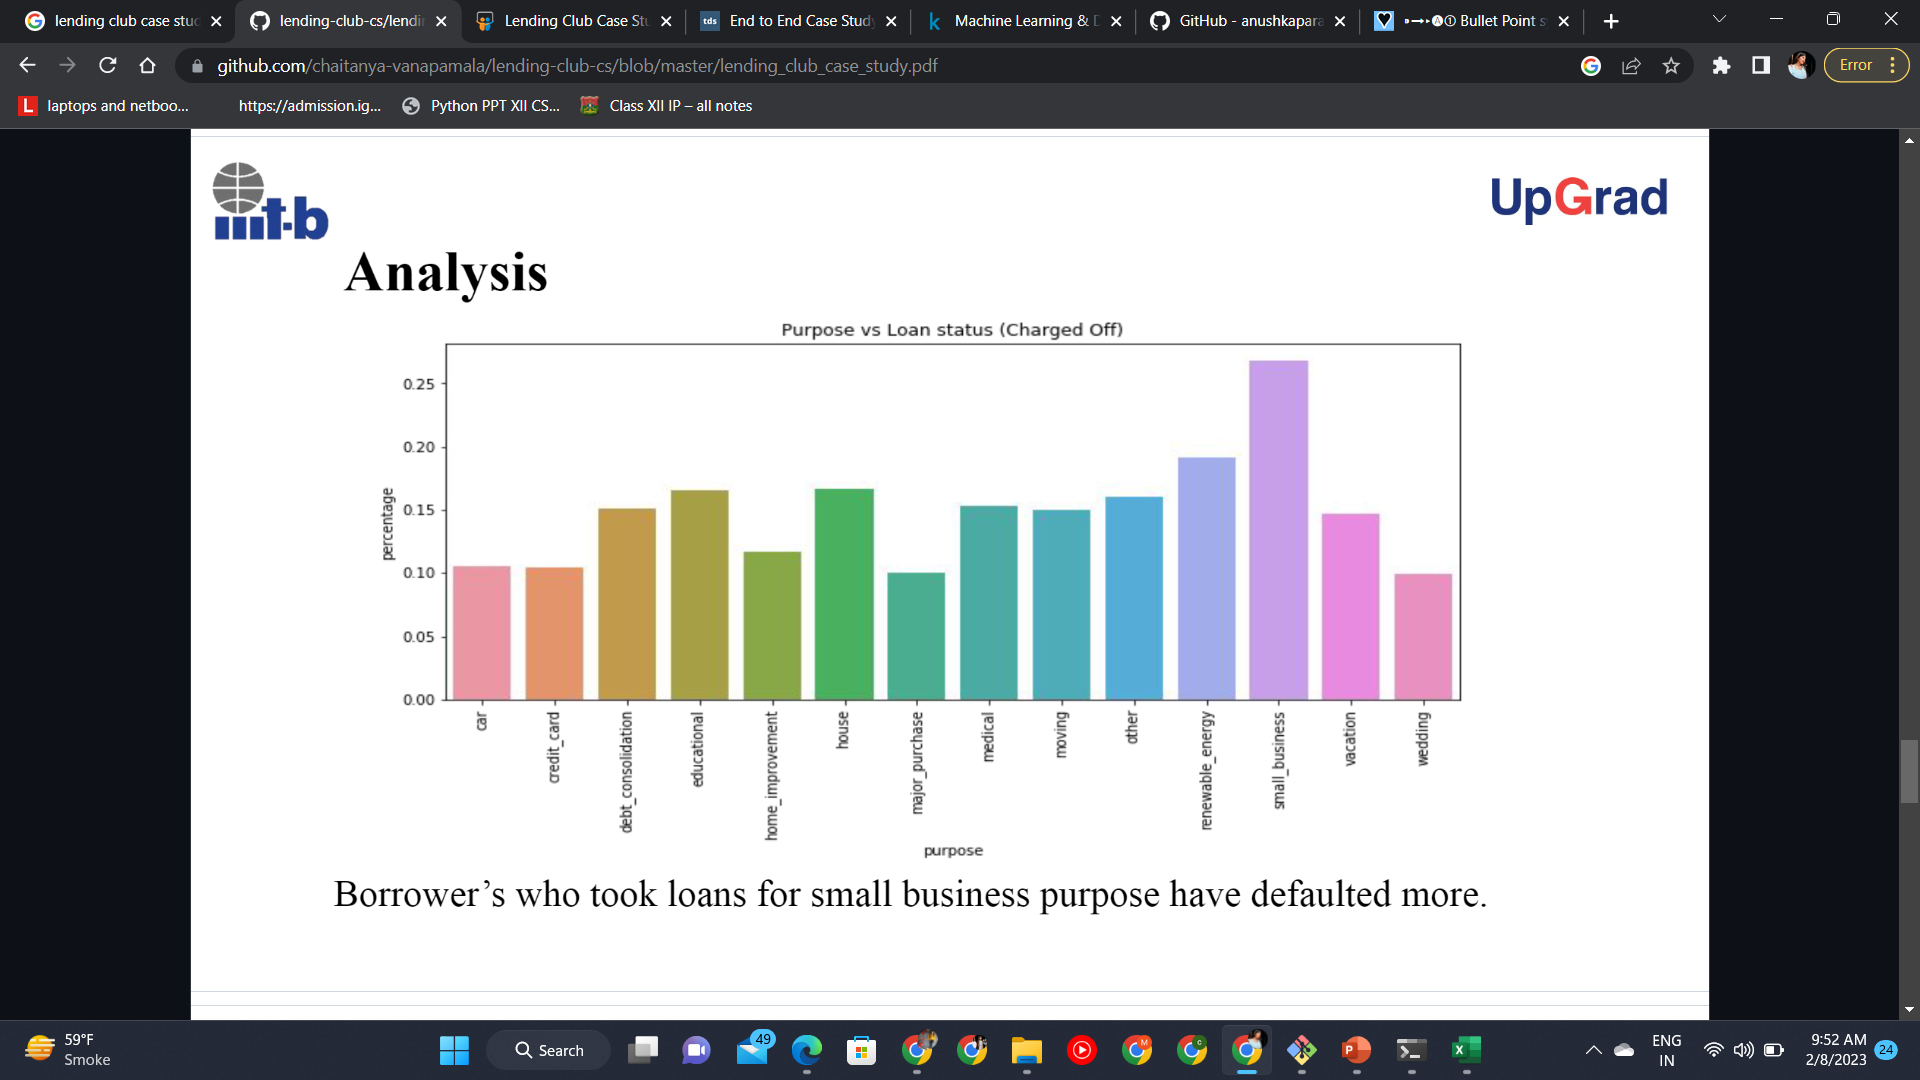 lending club case stud
lending-club-cs/lendin
Lending Club Case Stu
tds
End to End Case Study
Machine Learning & D
GitHub - anushkapara
Bullet Point s
github.com/chaitanya-vanapamala/lending-club-cs/blob/master/lending_club_case_study.pdf
Error
L laptops and netboo...
https://admission.ig...
Python PPT XII CS...
Class XII IP – all notes
iiit-b
UpGrad
Analysis
Purpose vs Loan status (Charged Off)
percentage
0.25
0.20
0.15
0.10
0.05
0.00
car
credit_card
debt_consolidation
educational
home_improvement
house
major_purchase
medical
moving
other
renewable_energy
small_business
vacation
wedding
purpose
Borrower’s who took loans for small business purpose have defaulted more.
59°F
Smoke
Search
49
ENG
IN
9:52 AM
2/8/2023
24